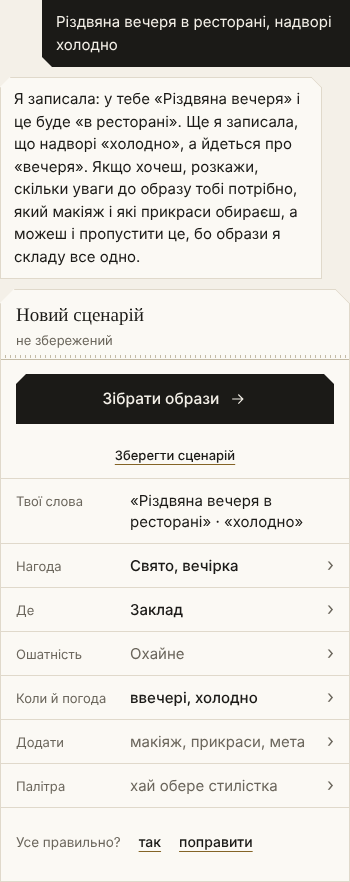 Різдвяна вечеря в ресторані, надворі
холодно
Я записала: у тебе «Різдвяна вечеря» і
це буде «в ресторані». Ще я записала,
що надворі «холодно», а йдеться про
«вечеря». Якщо хочеш, розкажи,
скільки уваги до образу тобі потрібно,
який макіяж і які прикраси обираєш, а
можеш і пропустити це, бо образи я
складу все одно.
Новий сценарій
не збережений
Зібрати образи →
Зберегти сценарій
Твої слова «Різдвяна вечеря в
ресторані» · «холодно»
Нагода Свято, вечірка ›
Де Заклад ›
Ошатність Охайне ›
Коли й погода ввечері, холодно ›
Додати макіяж, прикраси, мета ›
Палітра хай обере стилістка ›
Усе правильно? так поправити